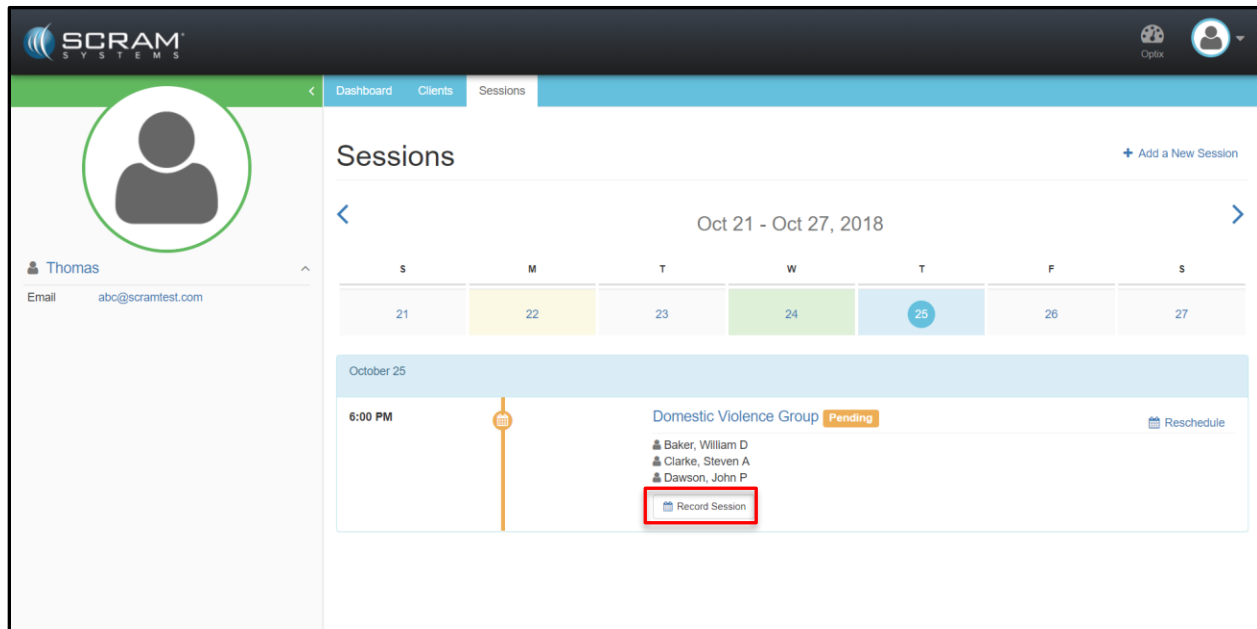 SCRAM
SYSTEMS
Optix
Dashboard Clients Sessions
Sessions
+ Add a New Session
Oct 21 - Oct 27, 2018
Thomas
Email abc@scramtest.com
S M T W T F S
21 22 23 24 25 26 27
October 25
6:00 PM
Domestic Violence Group Pending
Reschedule
Baker, William D
Clarke, Steven A
Dawson, John P
Record Session